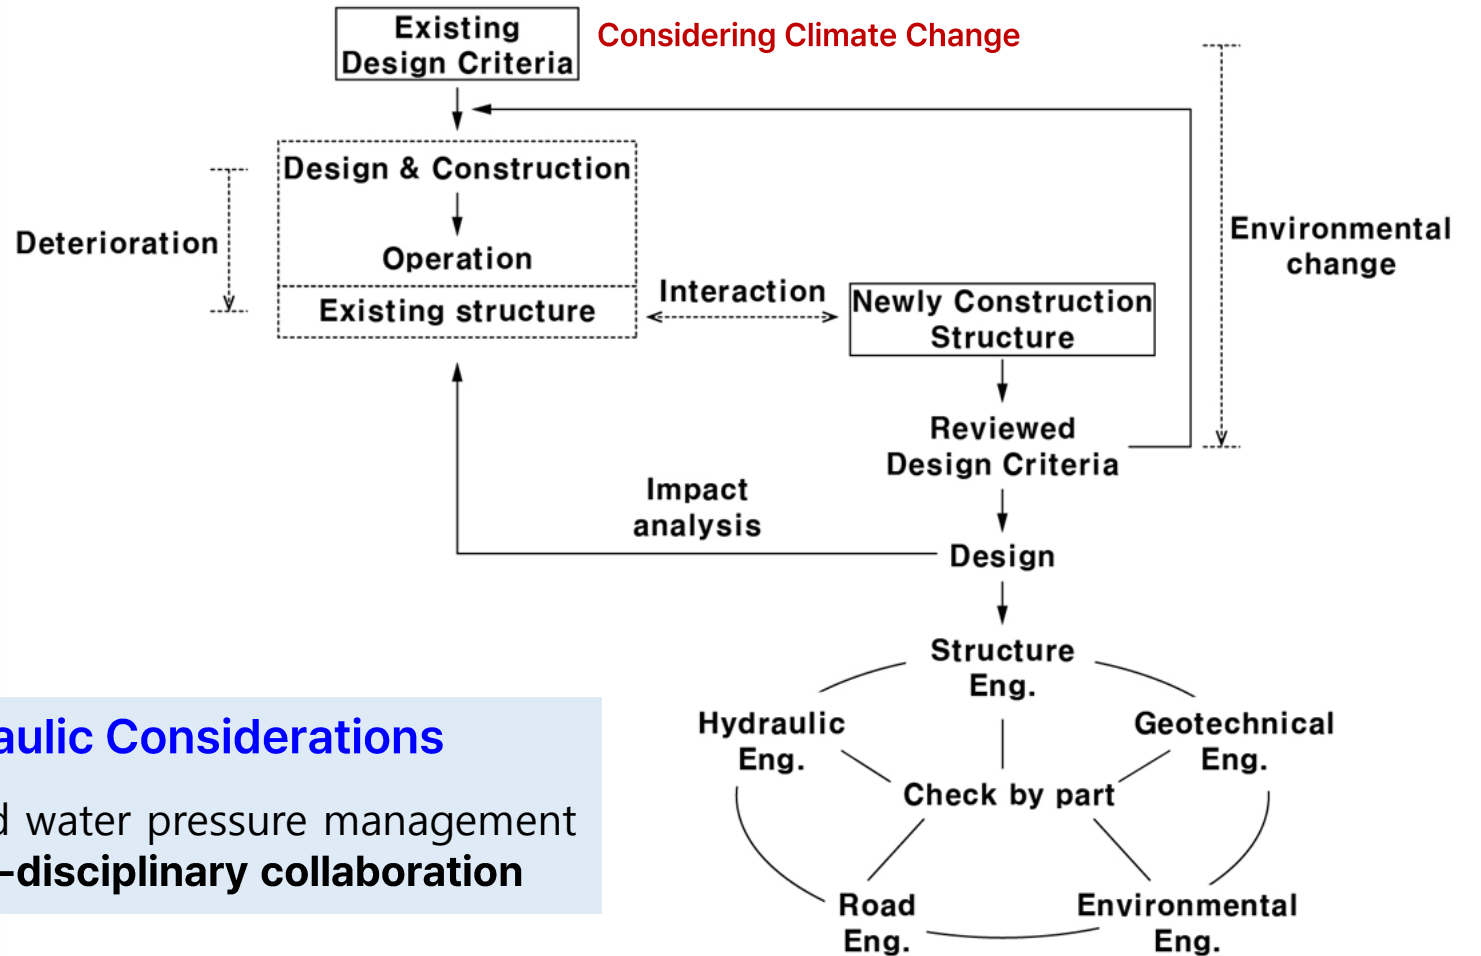 Existing
Design Criteria
Considering Climate Change
Design & Construction
Deterioration
Operation
Existing structure
Interaction
Newly Construction
Structure
Environmental
change
Reviewed
Design Criteria
Impact
analysis
Design
Structure
Eng.
Hydraulic
Eng.
Geotechnical
Eng.
Check by part
Road
Eng.
Environmental
Eng.
aulic Considerations
d water pressure management
-disciplinary collaboration